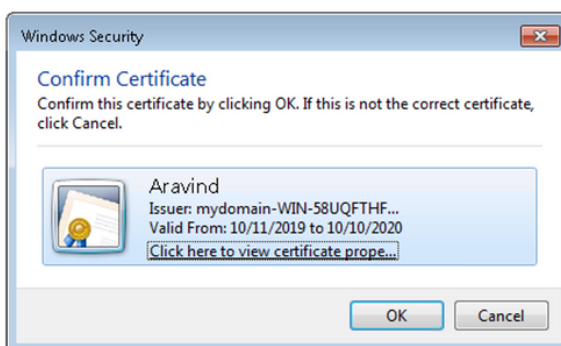 Windows Security
Confirm Certificate
Confirm this certificate by clicking OK. If this is not the correct certificate,
click Cancel.
Aravind
Issuer: mydomain-WIN-58UQFTHF...
Valid From: 10/11/2019 to 10/10/2020
Click here to view certificate prope...
OK
Cancel